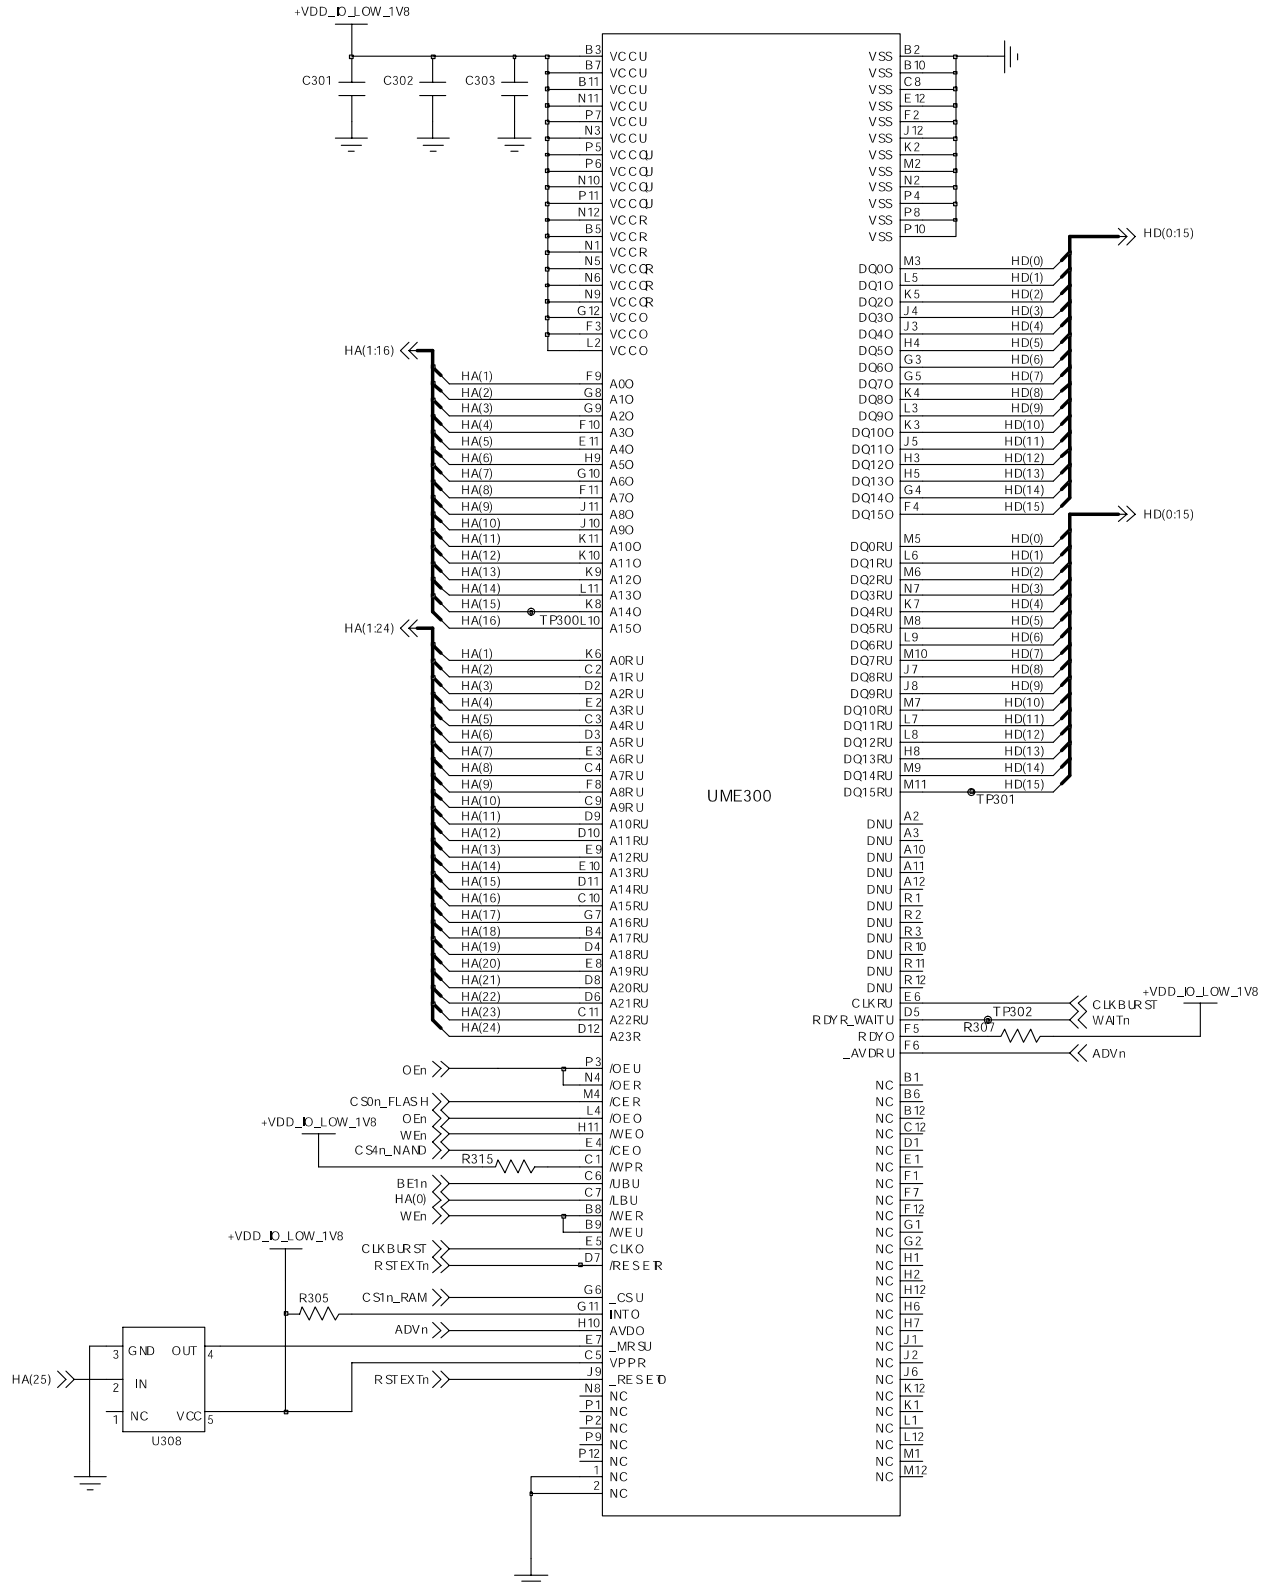 +VDD_IO_LOW_1V8
C301
C302
C303
B3 VCCU
B7 VCCU
B11 VCCU
N11 VCCU
P7 VCCU
N3 VCCU
P5 VCCQU
P6 VCCQU
N10 VCCQU
P11 VCCQU
N12 VCCR
B5 VCCR
N1 VCCR
N5 VCCQR
N6 VCCQR
N9 VCCQR
G12 VCCO
F3 VCCO
L2 VCCO
HA(1:16)
HA(1) F9 A0O
HA(2) G8 A1O
HA(3) G9 A2O
HA(4) F10 A3O
HA(5) E11 A4O
HA(6) H9 A5O
HA(7) G10 A6O
HA(8) F11 A7O
HA(9) J11 A8O
HA(10) J10 A9O
HA(11) K11 A10O
HA(12) K10 A11O
HA(13) K9 A12O
HA(14) L11 A13O
HA(15) K8 A14O
HA(16) TP300 L10 A15O
HA(1:24)
HA(1) K6 A0RU
HA(2) C2 A1RU
HA(3) D2 A2RU
HA(4) E2 A3RU
HA(5) C3 A4RU
HA(6) D3 A5RU
HA(7) E3 A6RU
HA(8) C4 A7RU
HA(9) F8 A8RU
HA(10) C9 A9RU
HA(11) D9 A10RU
HA(12) D10 A11RU
HA(13) E9 A12RU
HA(14) E10 A13RU
HA(15) D11 A14RU
HA(16) C10 A15RU
HA(17) G7 A16RU
HA(18) B4 A17RU
HA(19) D4 A18RU
HA(20) E8 A19RU
HA(21) D8 A20RU
HA(22) D6 A21RU
HA(23) C11 A22RU
HA(24) D12 A23R
OEn P3 /OEU
N4 /OER
CS0n_FLASH M4 /CER
OEn L4 /OEO
+VDD_IO_LOW_1V8
WEn H11 /WEO
CS4n_NAND E4 /CEO
R315 C1 /WPR
BE1n C6 /UBU
HA(0) C7 /LBU
WEn B8 /WER
B9 /WEU
+VDD_IO_LOW_1V8
CLKBURST E5 CLKO
RSTEXTn D7 /RESETR
CS1n_RAM G6 _CSU
R305 G11 INTO
ADVn H10 AVDO
E7 _MRSU
C5 VPPR
RSTEXTn J9 _RESETO
N8 NC
P1 NC
P2 NC
P9 NC
P12 NC
1 NC
2 NC
3 GND OUT 4
HA(25) 2 IN
1 NC VCC 5
U308
UME300
VSS B2
VSS B10
VSS C8
VSS E12
VSS F2
VSS J12
VSS K2
VSS M2
VSS N2
VSS P4
VSS P8
VSS P10
HD(0:15)
DQ0O M3 HD(0)
DQ1O L5 HD(1)
DQ2O K5 HD(2)
DQ3O J4 HD(3)
DQ4O J3 HD(4)
DQ5O H4 HD(5)
DQ6O G3 HD(6)
DQ7O G5 HD(7)
DQ8O K4 HD(8)
DQ9O L3 HD(9)
DQ10O K3 HD(10)
DQ11O J5 HD(11)
DQ12O H3 HD(12)
DQ13O H5 HD(13)
DQ14O G4 HD(14)
DQ15O F4 HD(15)
HD(0:15)
DQ0RU M5 HD(0)
DQ1RU L6 HD(1)
DQ2RU M6 HD(2)
DQ3RU N7 HD(3)
DQ4RU K7 HD(4)
DQ5RU M8 HD(5)
DQ6RU L9 HD(6)
DQ7RU M10 HD(7)
DQ8RU J7 HD(8)
DQ9RU J8 HD(9)
DQ10RU M7 HD(10)
DQ11RU L7 HD(11)
DQ12RU L8 HD(12)
DQ13RU H8 HD(13)
DQ14RU M9 HD(14)
DQ15RU M11 HD(15)
TP301
DNU A2
DNU A3
DNU A10
DNU A11
DNU A12
DNU R1
DNU R2
DNU R3
DNU R10
DNU R11
DNU R12
+VDD_IO_LOW_1V8
CLKRU E6 CLKBURST
RDYR_WAITU D5 TP302 WAITn
RDYO F5 R307
_AVDRU F6 ADVn
NC B1
NC B6
NC B12
NC C12
NC D1
NC E1
NC F1
NC F7
NC F12
NC G1
NC G2
NC H1
NC H2
NC H12
NC H6
NC H7
NC J1
NC J2
NC J6
NC K12
NC K1
NC L1
NC L12
NC M1
NC M12